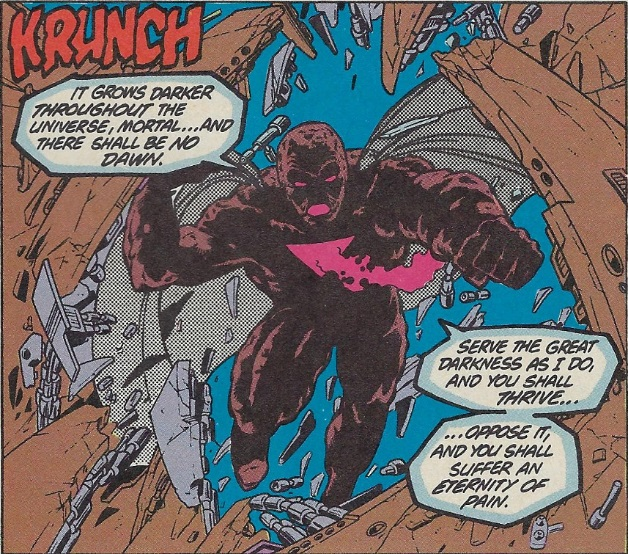 KRUNCH
IT GROWS DARKER
THROUGHOUT THE
UNIVERSE, MORTAL...AND
THERE SHALL BE NO
DAWN.
SERVE THE GREAT
DARKNESS AS I DO,
AND YOU SHALL
THRIVE...
...OPPOSE IT,
AND YOU SHALL
SUFFER AN
ETERNITY OF
PAIN.